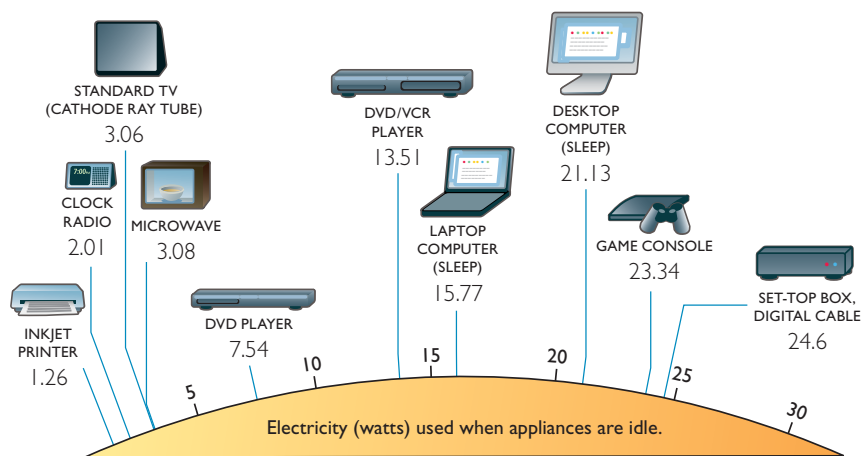 STANDARD TV
(CATHODE RAY TUBE)
3.06
7:00
CLOCK
RADIO
2.01
MICROWAVE
3.08
INKJET
PRINTER
1.26
DVD PLAYER
7.54
DVD/VCR
PLAYER
13.51
LAPTOP
COMPUTER
(SLEEP)
15.77
DESKTOP
COMPUTER
(SLEEP)
21.13
GAME CONSOLE
23.34
SET-TOP BOX,
DIGITAL CABLE
24.6
5
10
15
20
25
30
Electricity (watts) used when appliances are idle.